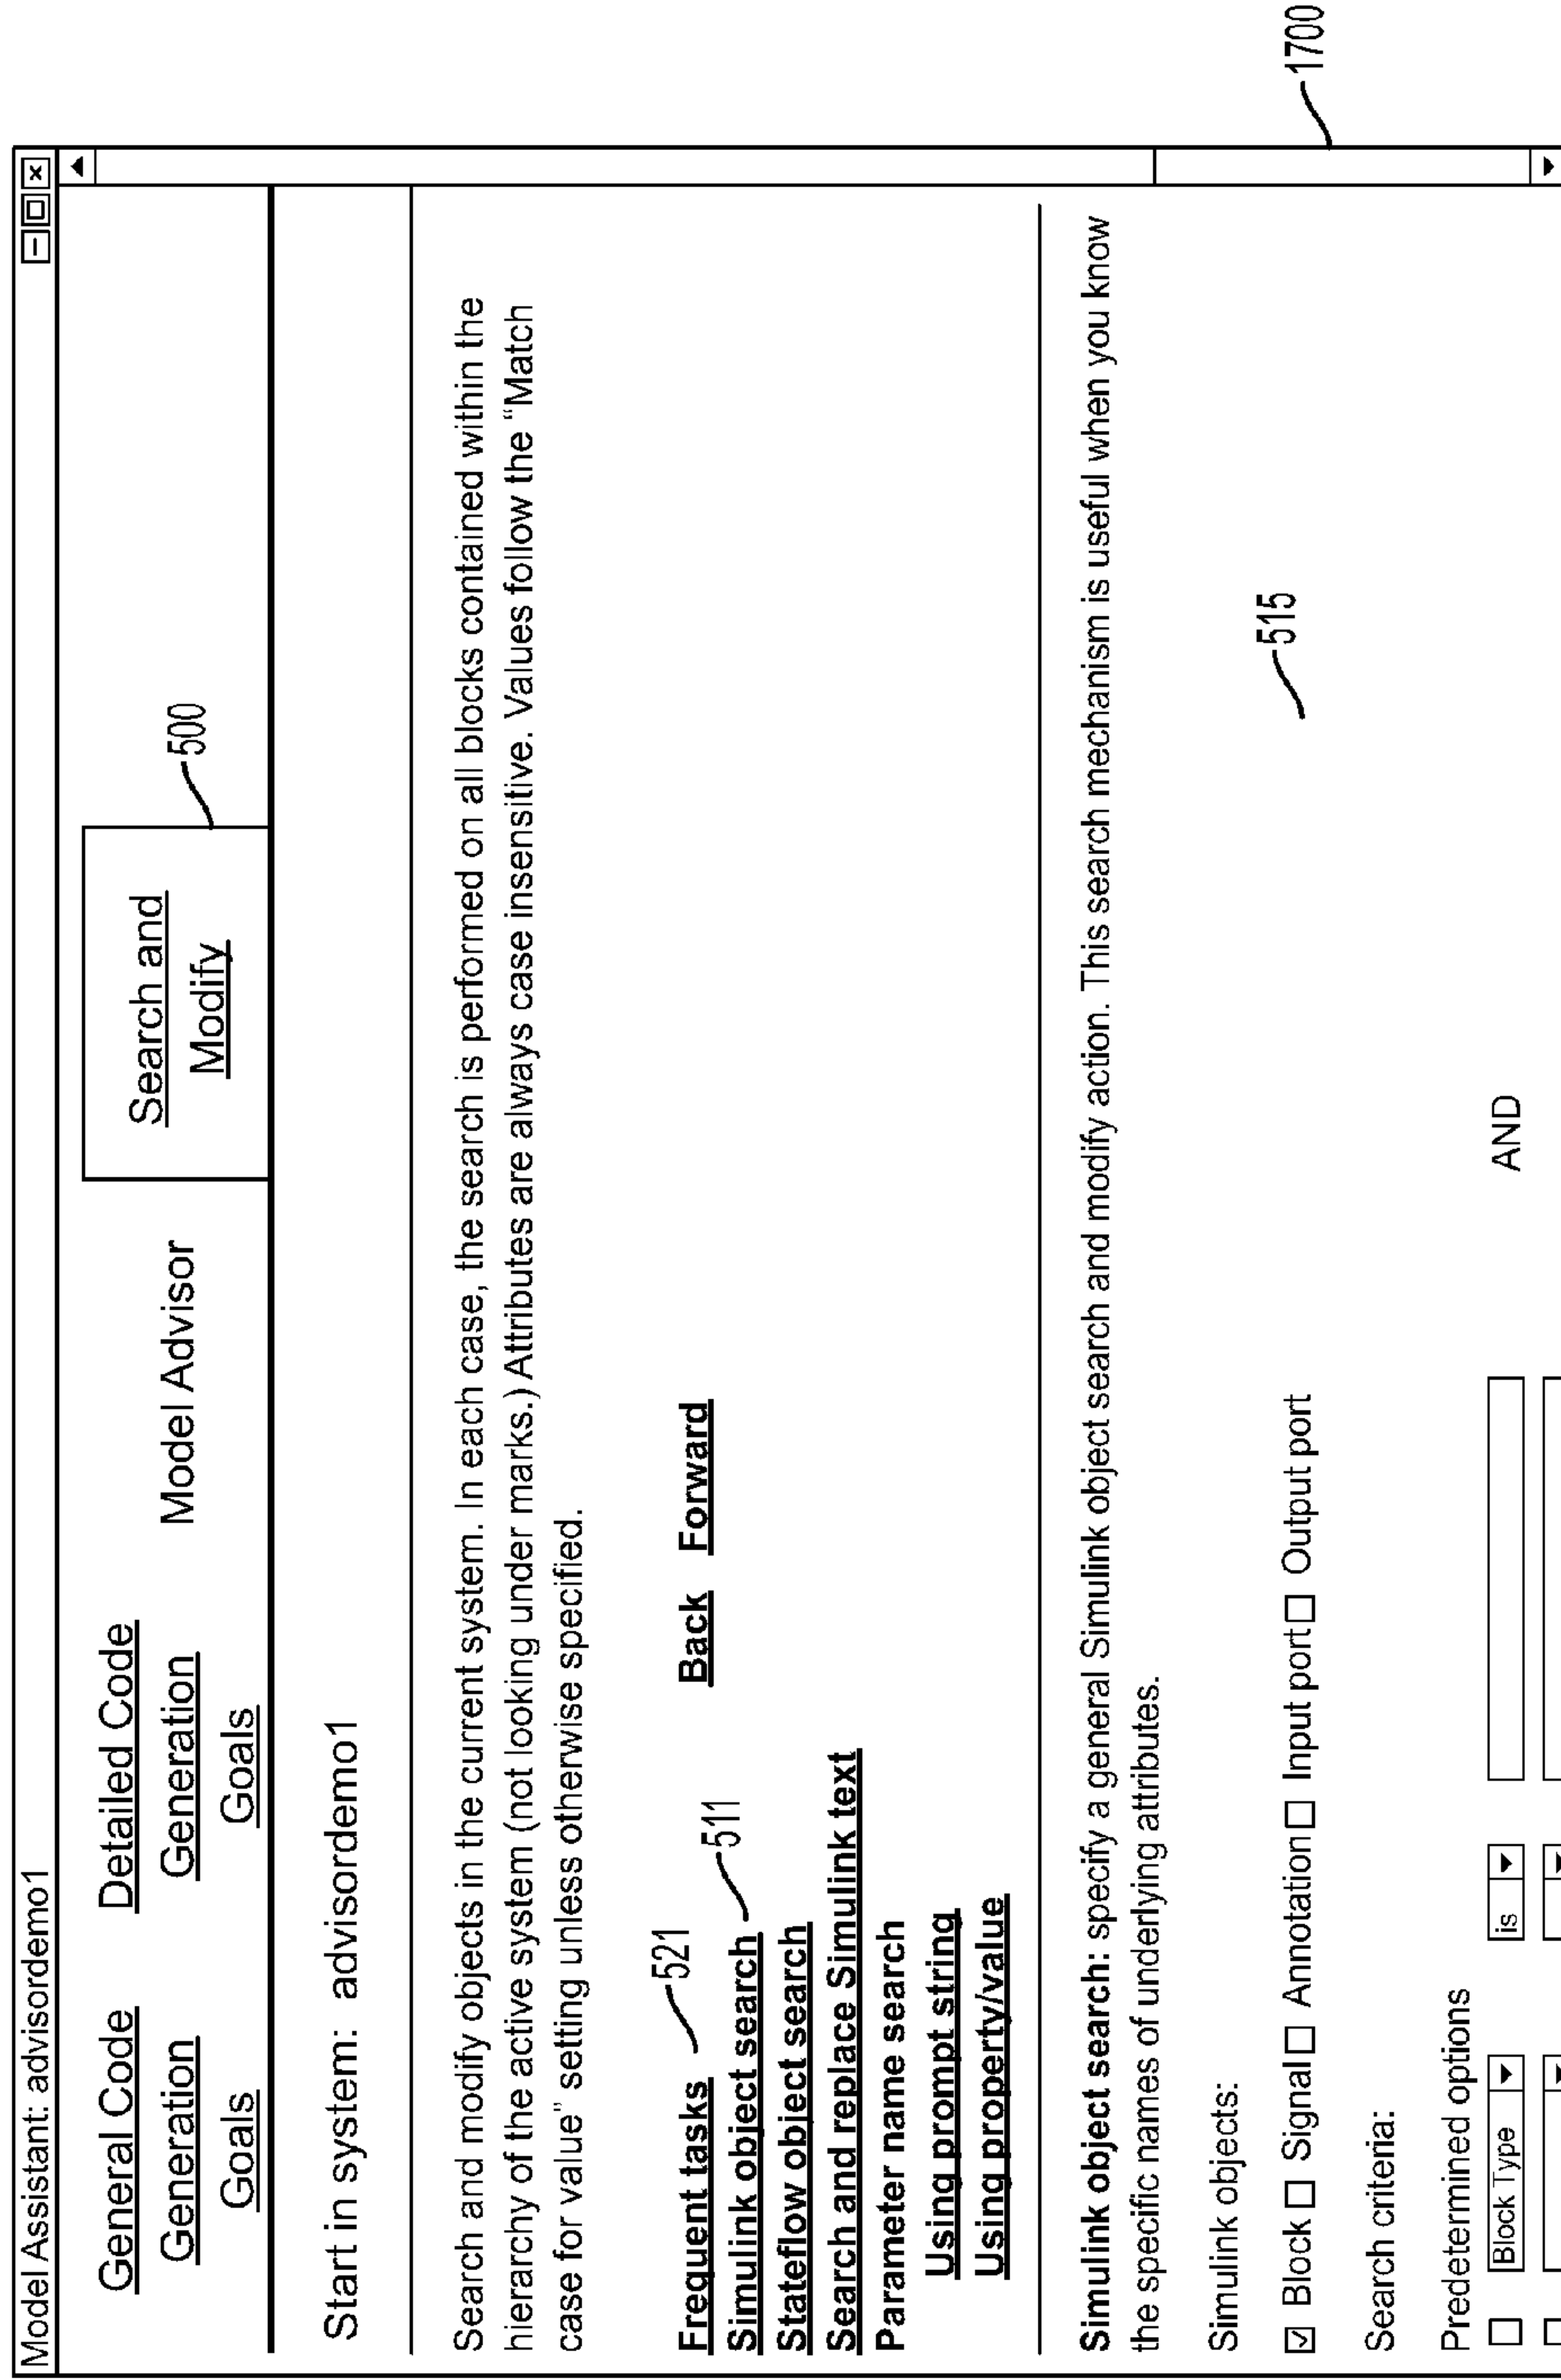 Model Assistant: advisordemo1
General Code
Generation
Goals
Detailed Code
Generation
Goals
Model Advisor
Search and
Modify
500
Start in system: advisordemo1
Search and modify objects in the current system. In each case, the search is performed on all blocks contained within the
hierarchy of the active system (not looking under marks.) Attributes are always case insensitive. Values follow the “Match
case for value” setting unless otherwise specified.
Frequent tasks 521 Back Forward
Simulink object search 511
Stateflow object search
Search and replace Simulink text
Parameter name search
Using prompt string
Using property/value
Simulink object search: specify a general Simulink object search and modify action. This search mechanism is useful when you know
the specific names of underlying attributes.
Simulink objects:
515
☑ Block ☐ Signal ☐ Annotation ☐ Input port ☐ Output port
1700
Search criteria:
Predetermined options
☐ Block Type is AND